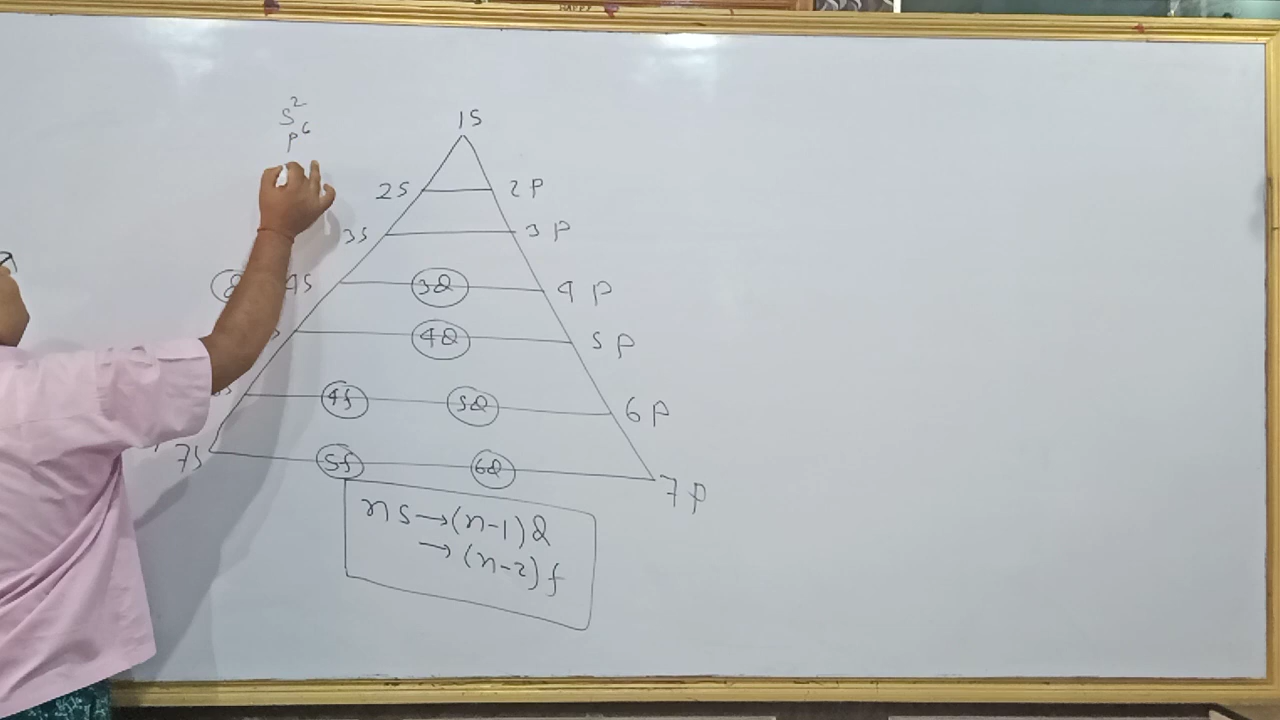 HAPPY
S²
p⁶
1S
2S 2P
3S 3P
4S 3d 4P
4d 5P
4f 5d 6P
7S 5f 6d 7P
nS→(n-1)d
→(n-2)f